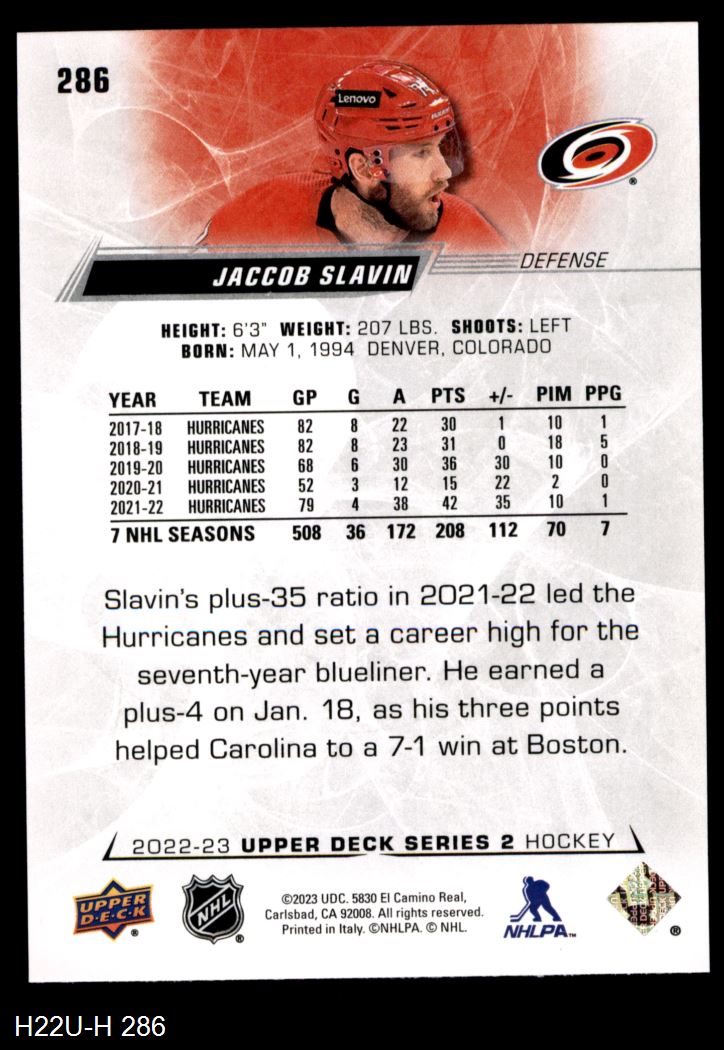 286
Lenovo
JACCOB SLAVIN
DEFENSE
HEIGHT: 6'3" WEIGHT: 207 LBS. SHOOTS: LEFT
BORN: MAY 1, 1994 DENVER, COLORADO
YEAR TEAM GP G A PTS +/- PIM PPG
2017-18 HURRICANES 82 8 22 30 1 10 1
2018-19 HURRICANES 82 8 23 31 0 18 5
2019-20 HURRICANES 68 6 30 36 30 10 0
2020-21 HURRICANES 52 3 12 15 22 2 0
2021-22 HURRICANES 79 4 38 42 35 10 1
7 NHL SEASONS 508 36 172 208 112 70 7
Slavin's plus-35 ratio in 2021-22 led the
Hurricanes and set a career high for the
seventh-year blueliner. He earned a
plus-4 on Jan. 18, as his three points
helped Carolina to a 7-1 win at Boston.
2022-23 UPPER DECK SERIES 2 HOCKEY
UPPER
D·E·C·K
®
NHL
®
©2023 UDC. 5830 El Camino Real,
Carlsbad, CA 92008. All rights reserved.
Printed in Italy. ©NHLPA. © NHL.
NHLPA™
®
H22U-H 286